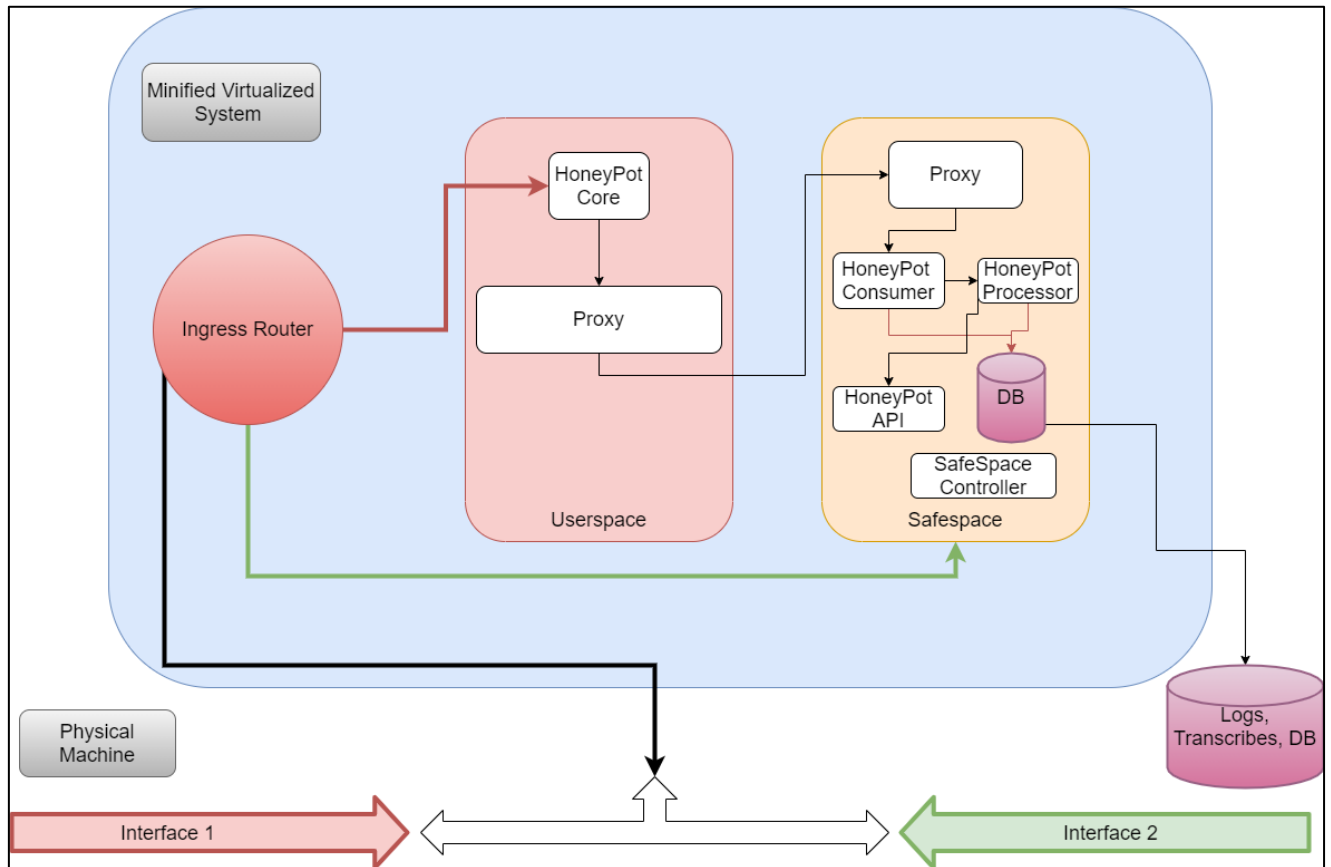 Minified Virtualized
System
HoneyPot
Core
Proxy
Ingress Router
HoneyPot
Consumer
HoneyPot
Processor
Proxy
HoneyPot
API
DB
SafeSpace
Controller
Userspace
Safespace
Physical
Machine
Logs,
Transcribes, DB
Interface 1
Interface 2